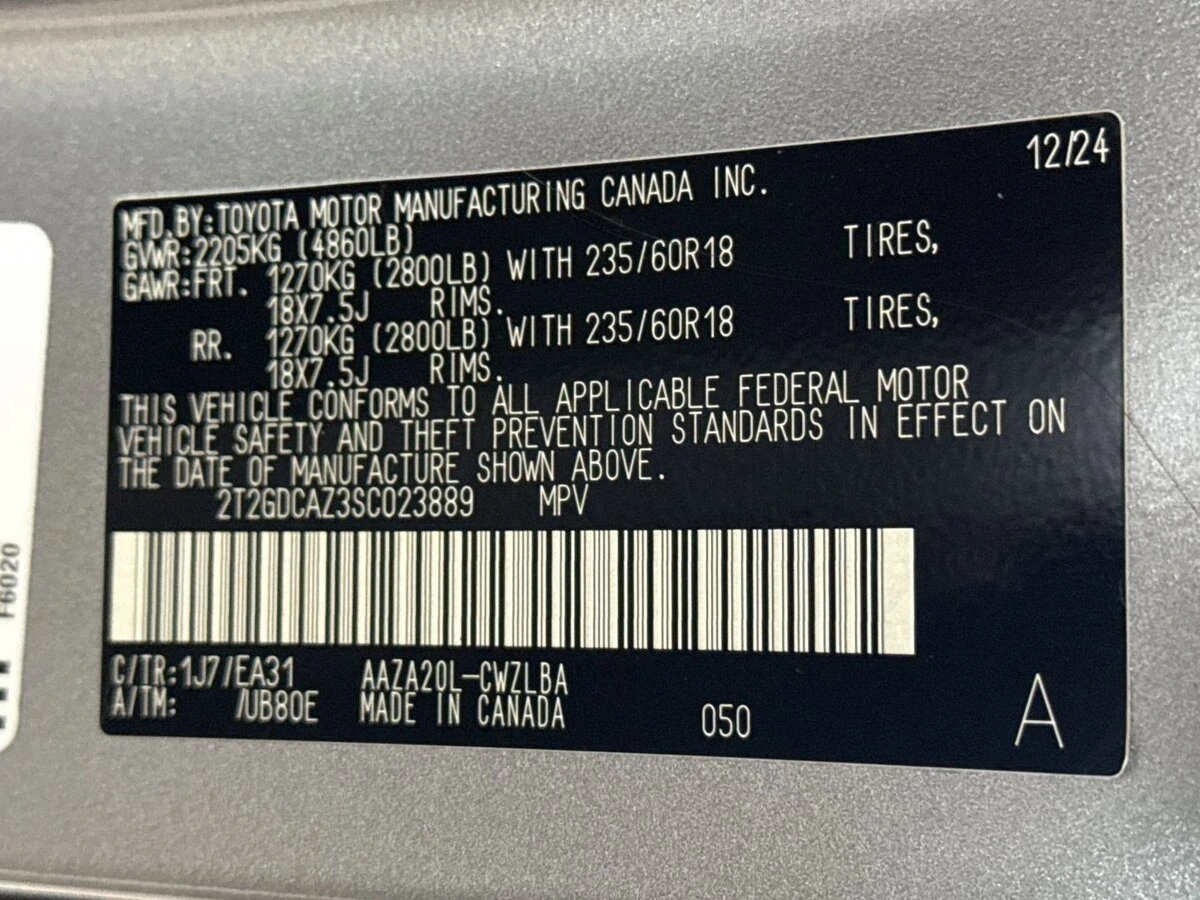 12/24
MFD.BY:TOYOTA MOTOR MANUFACTURING CANADA INC.
GVWR:2205KG (4860LB)
GAWR:FRT. 1270KG (2800LB) WITH 235/60R18 TIRES,
18X7.5J RIMS.
RR. 1270KG (2800LB) WITH 235/60R18 TIRES,
18X7.5J RIMS.
THIS VEHICLE CONFORMS TO ALL APPLICABLE FEDERAL MOTOR
VEHICLE SAFETY AND THEFT PREVENTION STANDARDS IN EFFECT ON
THE DATE OF MANUFACTURE SHOWN ABOVE.
2T2GDCAZ3SC023889 MPV
C/TR:1J7/EA31 AAZA20L-CWZLBA
A/TM: /UB80E MADE IN CANADA
050
A
F6020